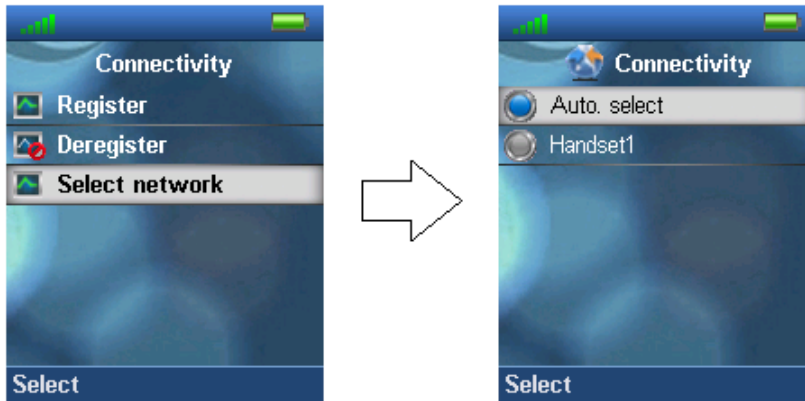 Connectivity
Register
Deregister
Select network
Select
Connectivity
Auto. select
Handset1
Select